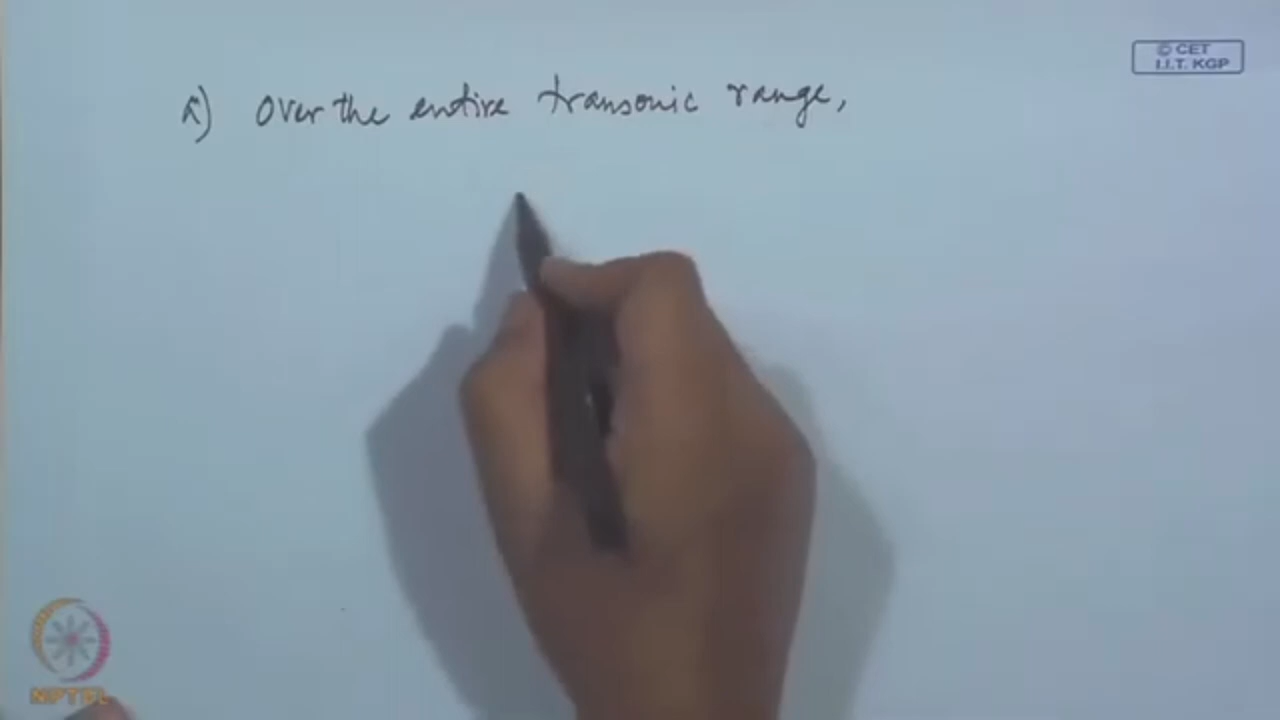 a) Over the entire transonic range,
© CET
I.I.T. KGP
NPTEL